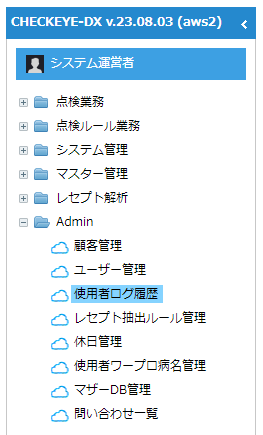 CHECKEYE-DX v.23.08.03 (aws2)
システム運営者
点検業務
点検ルール業務
システム管理
マスター管理
レセプト解析
Admin
顧客管理
ユーザー管理
使用者ログ履歴
レセプト抽出ルール管理
休日管理
使用者ワープロ病名管理
マザーDB管理
問い合わせ一覧